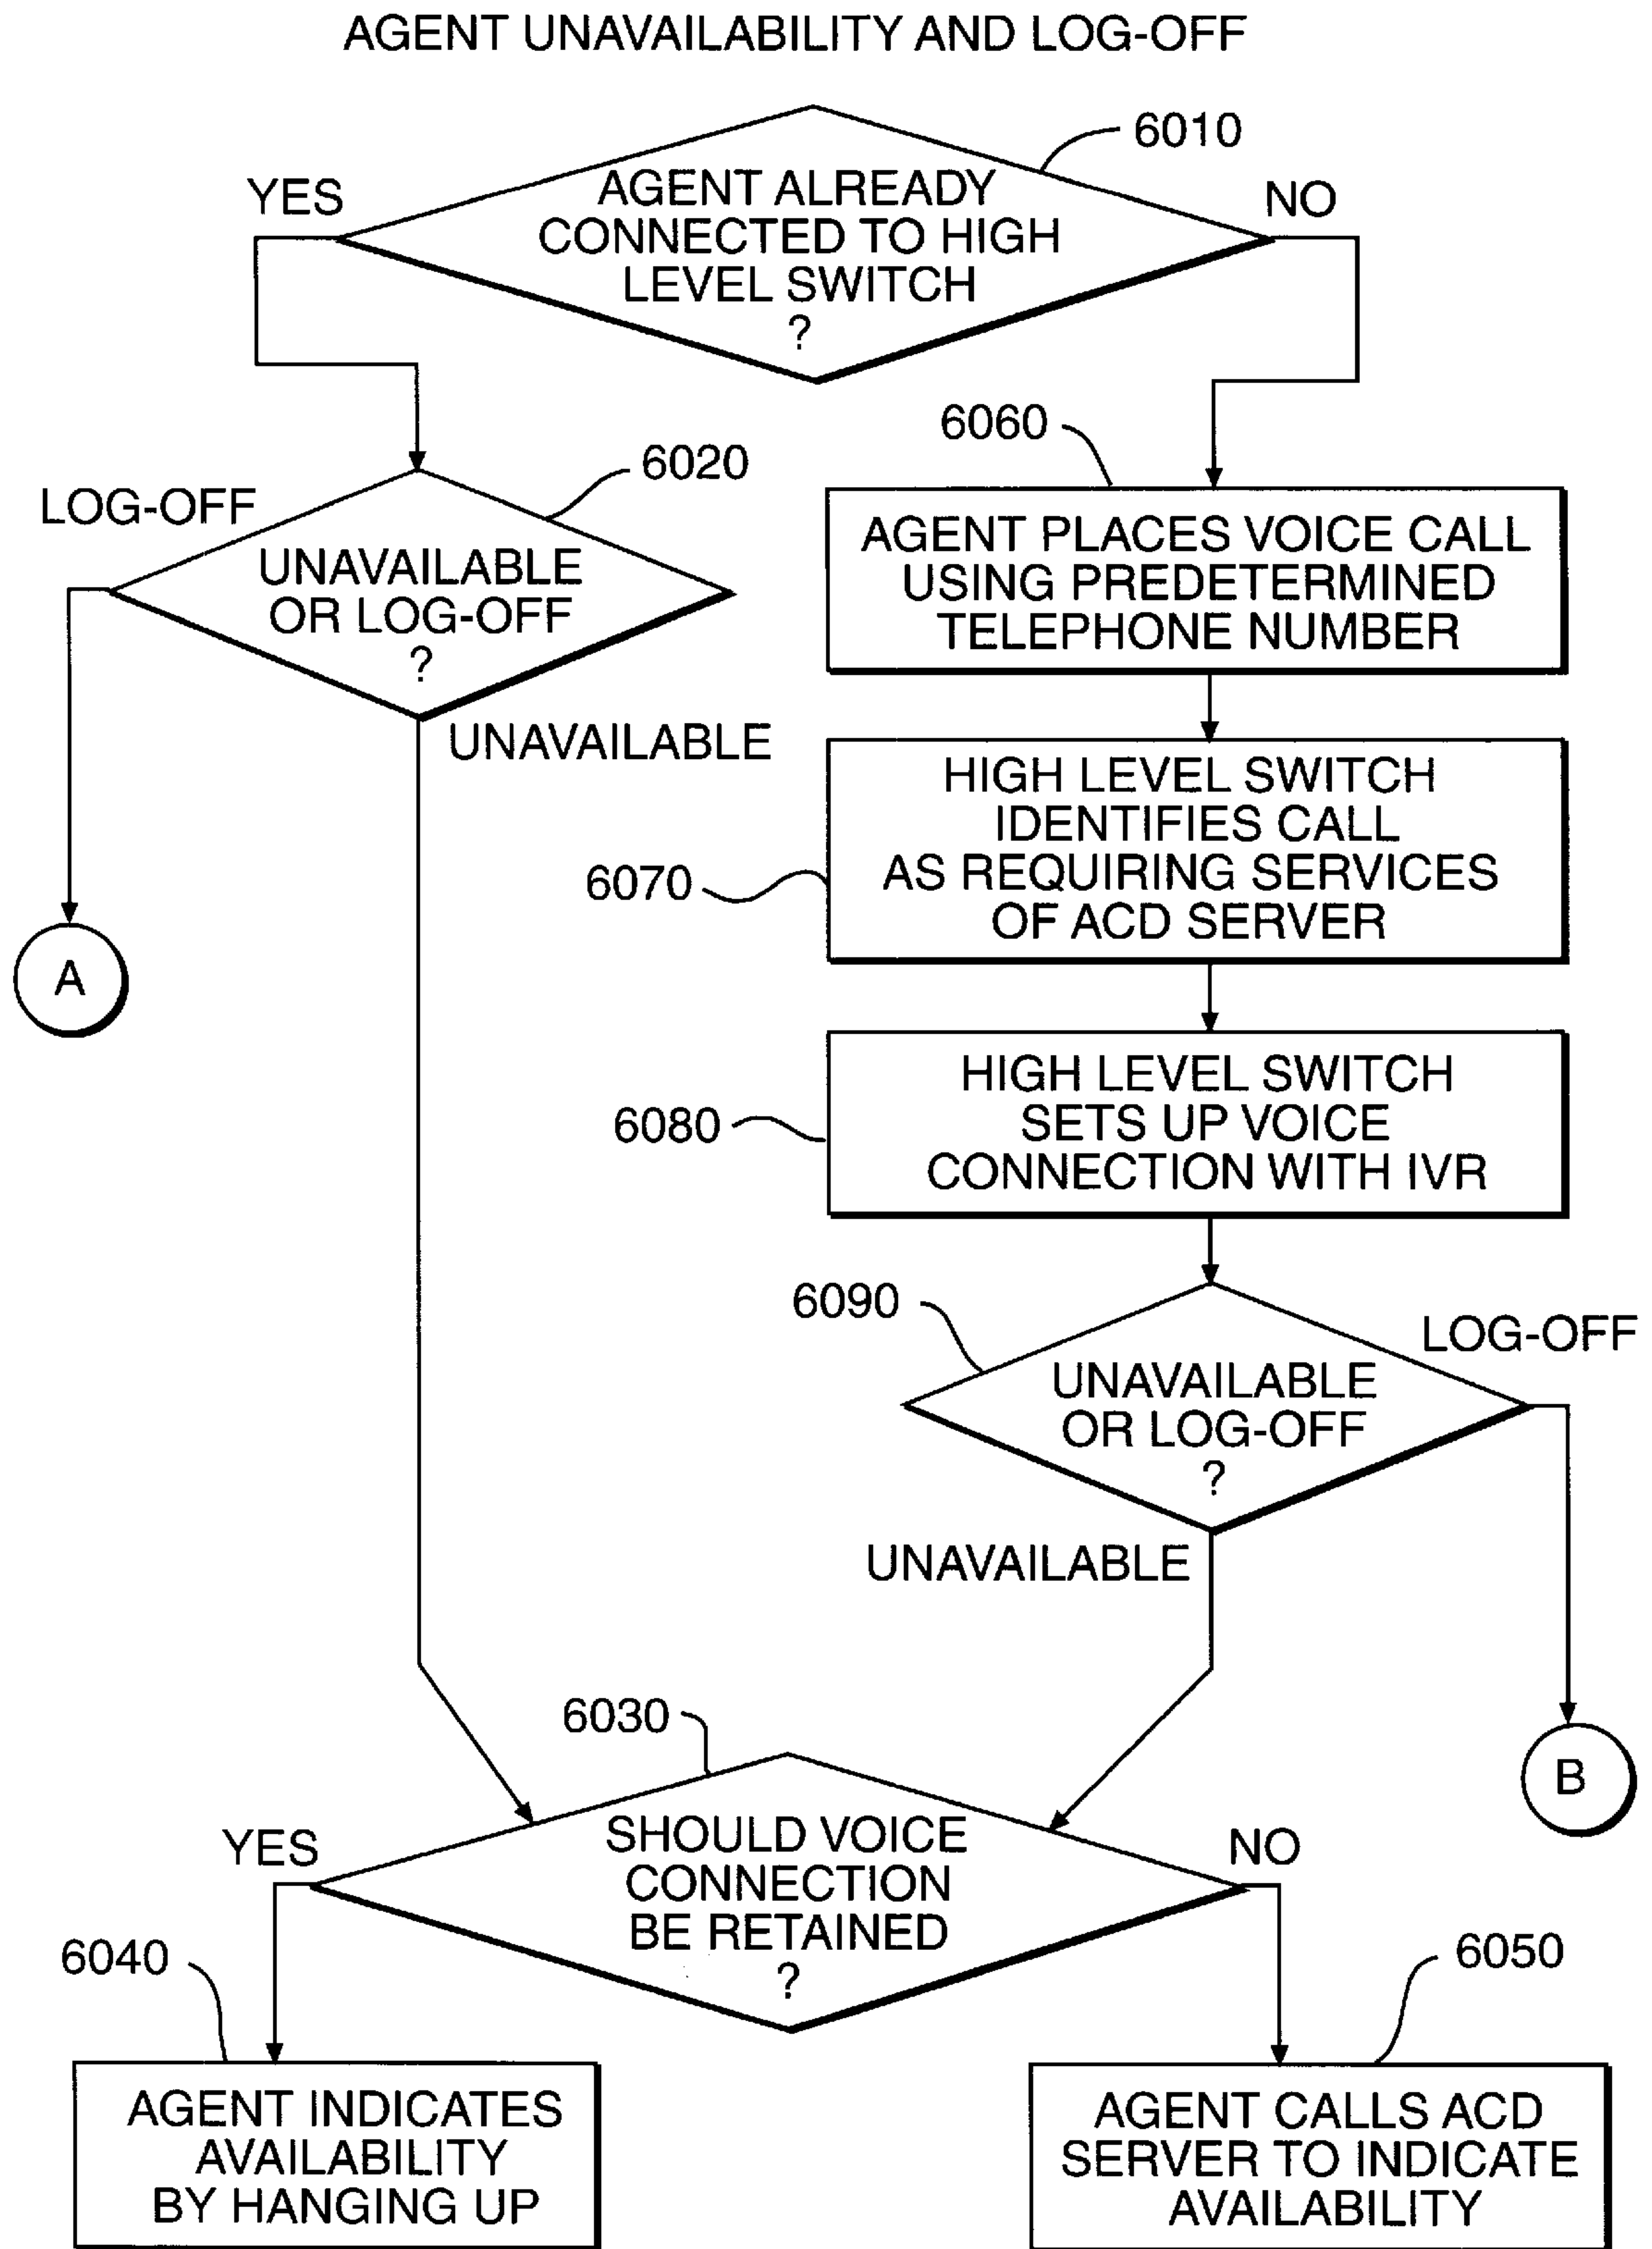 AGENT UNAVAILABILITY AND LOG-OFF
6010
YES
AGENT ALREADY
CONNECTED TO HIGH
LEVEL SWITCH
?
NO
6060
6020
LOG-OFF
UNAVAILABLE
OR LOG-OFF
?
UNAVAILABLE
AGENT PLACES VOICE CALL
USING PREDETERMINED
TELEPHONE NUMBER
6070
HIGH LEVEL SWITCH
IDENTIFIES CALL
AS REQUIRING SERVICES
OF ACD SERVER
A
6080
HIGH LEVEL SWITCH
SETS UP VOICE
CONNECTION WITH IVR
6090
LOG-OFF
UNAVAILABLE
OR LOG-OFF
?
UNAVAILABLE
B
6030
YES
SHOULD VOICE
CONNECTION
BE RETAINED
?
NO
6040
6050
AGENT INDICATES
AVAILABILITY
BY HANGING UP
AGENT CALLS ACD
SERVER TO INDICATE
AVAILABILITY